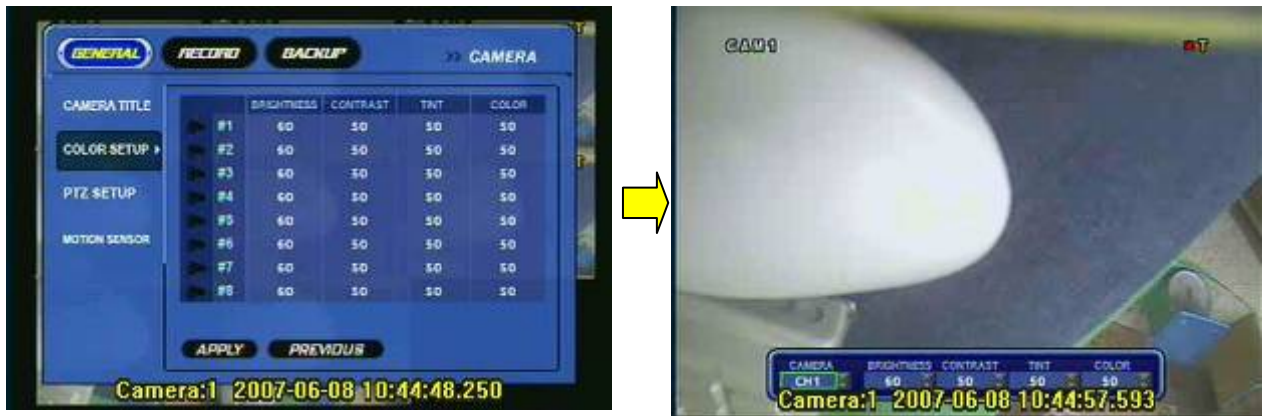 GENERAL RECORD BACKUP >> CAMERA
CAMERA TITLE
COLOR SETUP
PTZ SETUP
MOTION SENSOR
BRIGHTNESS CONTRAST TINT COLOR
#1 60 50 50 50
#2 60 50 50 50
#3 60 50 50 50
#4 60 50 50 50
#5 60 50 50 50
#6 60 50 50 50
#7 60 50 50 50
#8 60 50 50 50
APPLY PREVIOUS
Camera:1 2007-06-08 10:44:48.250
CAM1 T
CAMERA BRIGHTNESS CONTRAST TINT COLOR
CH1 60 50 50 50
Camera:1 2007-06-08 10:44:57.593